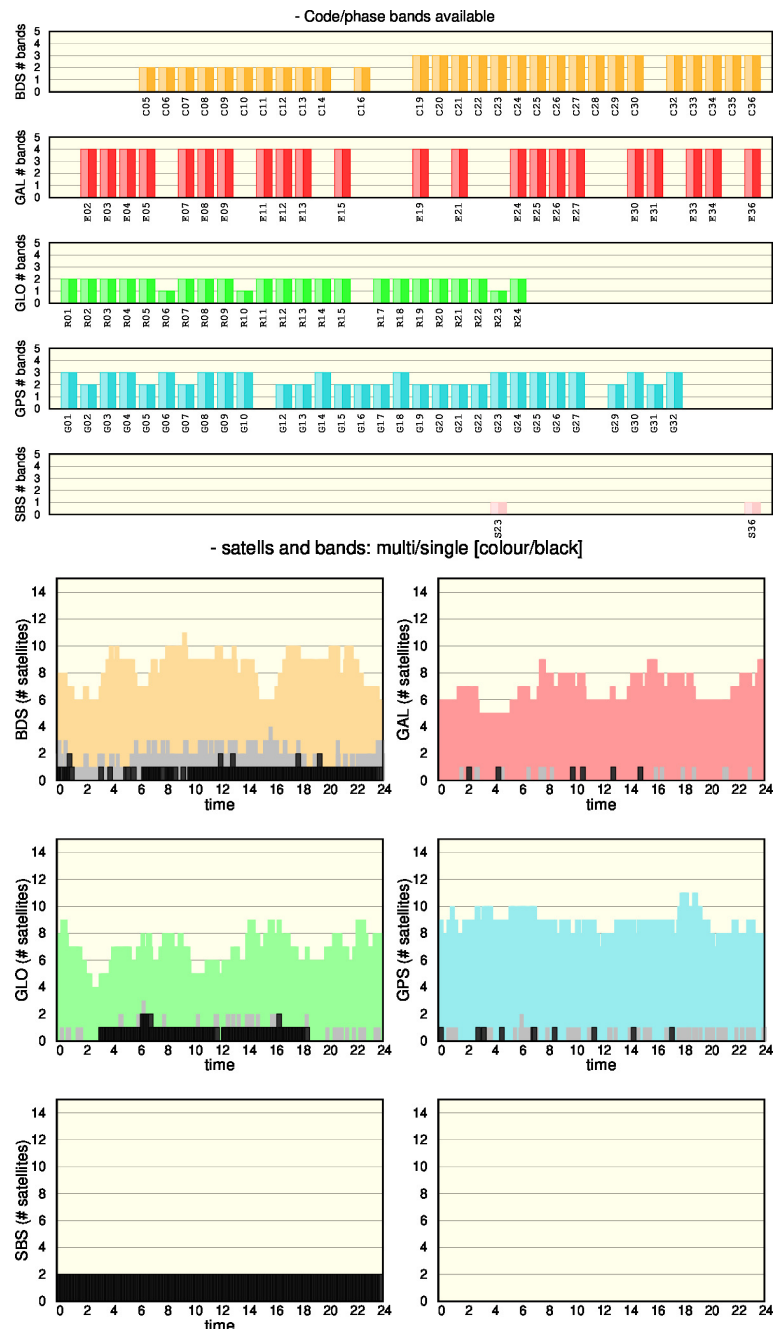 - Code/phase bands available
BDS # bands
5
4
3
2
1
0
C05 C06 C07 C08 C09 C10 C11 C12 C13 C14 C16 C19 C20 C21 C22 C23 C24 C25 C26 C27 C28 C29 C30 C32 C33 C34 C35 C36
GAL # bands
5
4
3
2
1
0
E02 E03 E04 E05 E07 E08 E09 E11 E12 E13 E15 E19 E21 E24 E25 E26 E27 E30 E31 E33 E34 E36
GLO # bands
5
4
3
2
1
0
R01 R02 R03 R04 R05 R06 R07 R08 R09 R10 R11 R12 R13 R14 R15 R17 R18 R19 R20 R21 R22 R23 R24
GPS # bands
5
4
3
2
1
0
G01 G02 G03 G04 G05 G06 G07 G08 G09 G10 G12 G13 G14 G15 G16 G17 G18 G19 G20 G21 G22 G23 G24 G25 G26 G27 G29 G30 G31 G32
SBS # bands
5
4
3
2
1
0
S23 S36
- satells and bands: multi/single [colour/black]
BDS (# satellites)
14
12
10
8
6
4
2
0
0 2 4 6 8 10 12 14 16 18 20 22 24
time
GAL (# satellites)
14
12
10
8
6
4
2
0
0 2 4 6 8 10 12 14 16 18 20 22 24
time
GLO (# satellites)
14
12
10
8
6
4
2
0
0 2 4 6 8 10 12 14 16 18 20 22 24
time
GPS (# satellites)
14
12
10
8
6
4
2
0
0 2 4 6 8 10 12 14 16 18 20 22 24
time
SBS (# satellites)
14
12
10
8
6
4
2
0
0 2 4 6 8 10 12 14 16 18 20 22 24
time
14
12
10
8
6
4
2
0
0 2 4 6 8 10 12 14 16 18 20 22 24